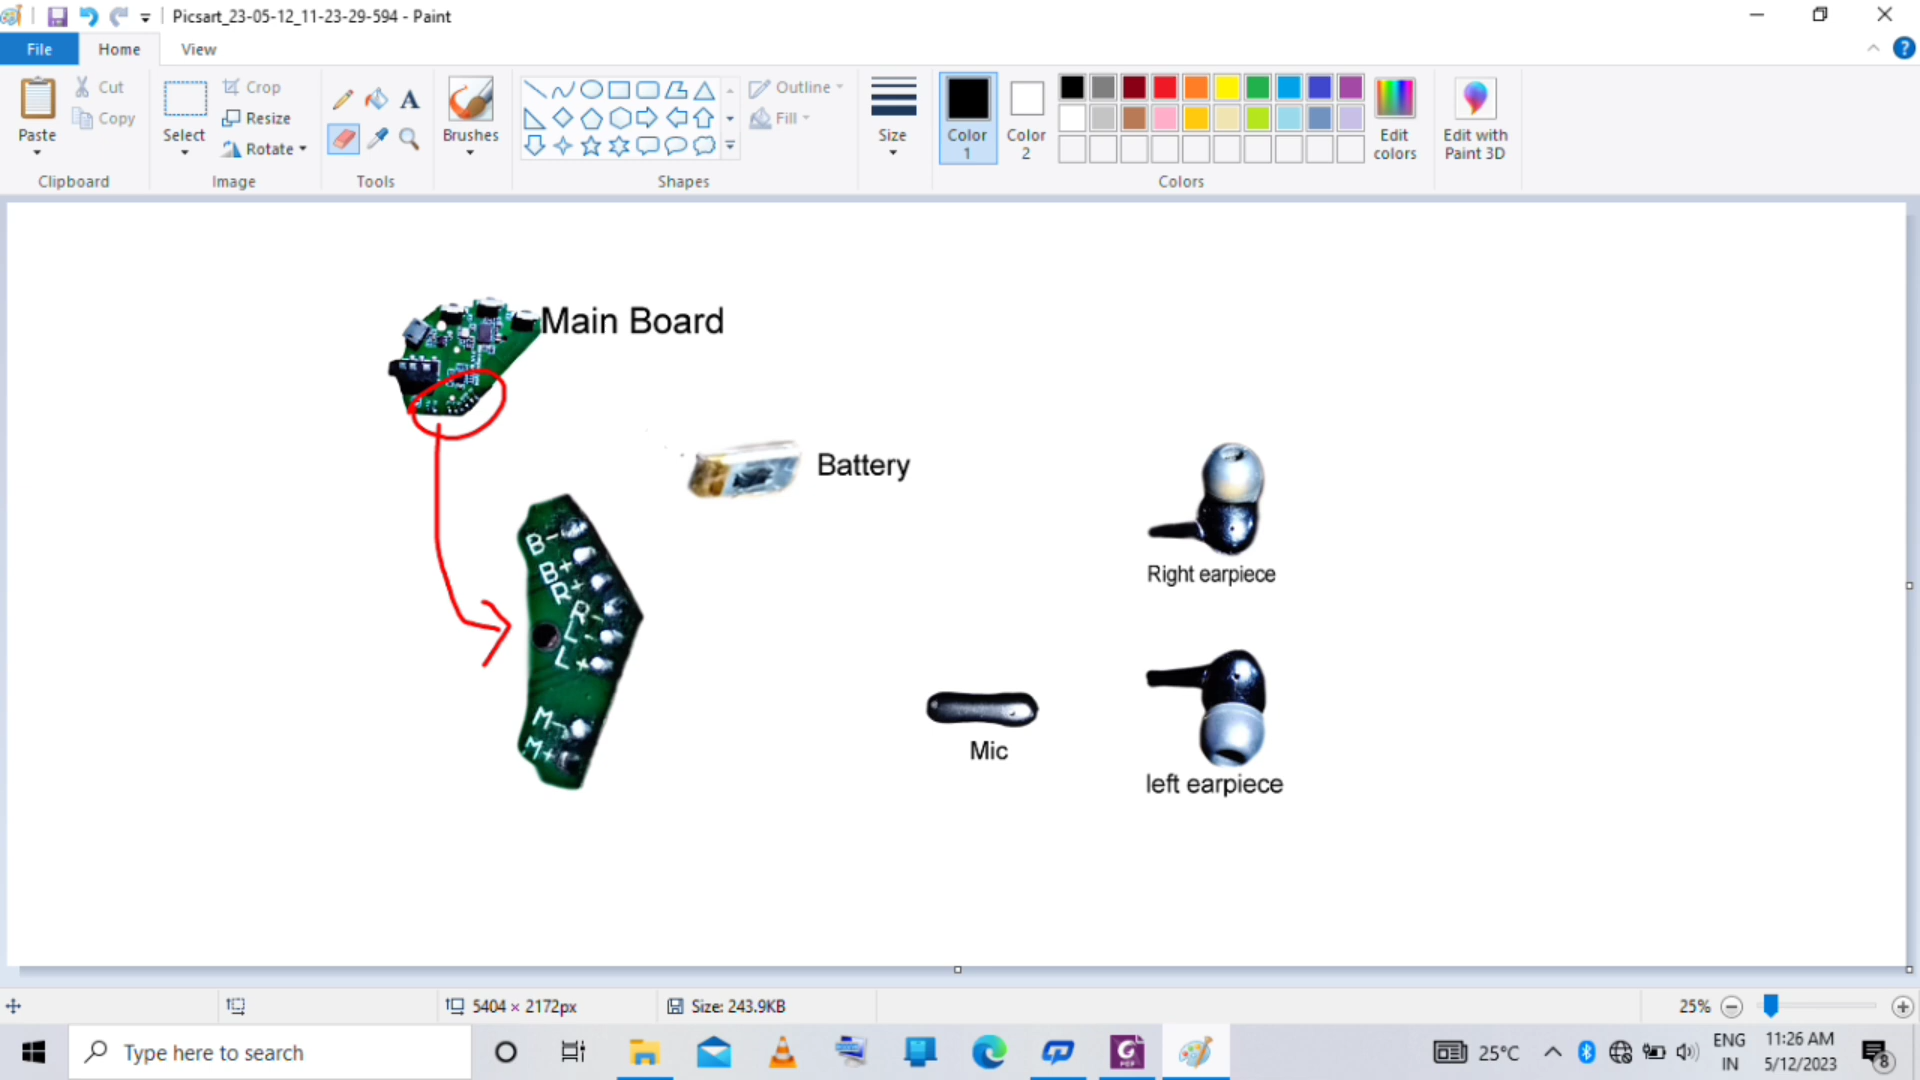 Picsart_23-05-12_11-23-29-594 - Paint
File Home View
Paste
Cut
Copy
Clipboard
Select
Crop
Resize
Rotate
Image
A
Tools
Brushes
Shapes
Outline
Fill
Size
Color
1
Color
2
Colors
Edit
colors
Edit with
Paint 3D
Main Board
Battery
B-
B+
R+
R-
L-
L+
M-
M+
Right earpiece
Mic
left earpiece
5404 × 2172px
Size: 243.9KB
25%
Type here to search
25°C
ENG
IN
11:26 AM
5/12/2023
8